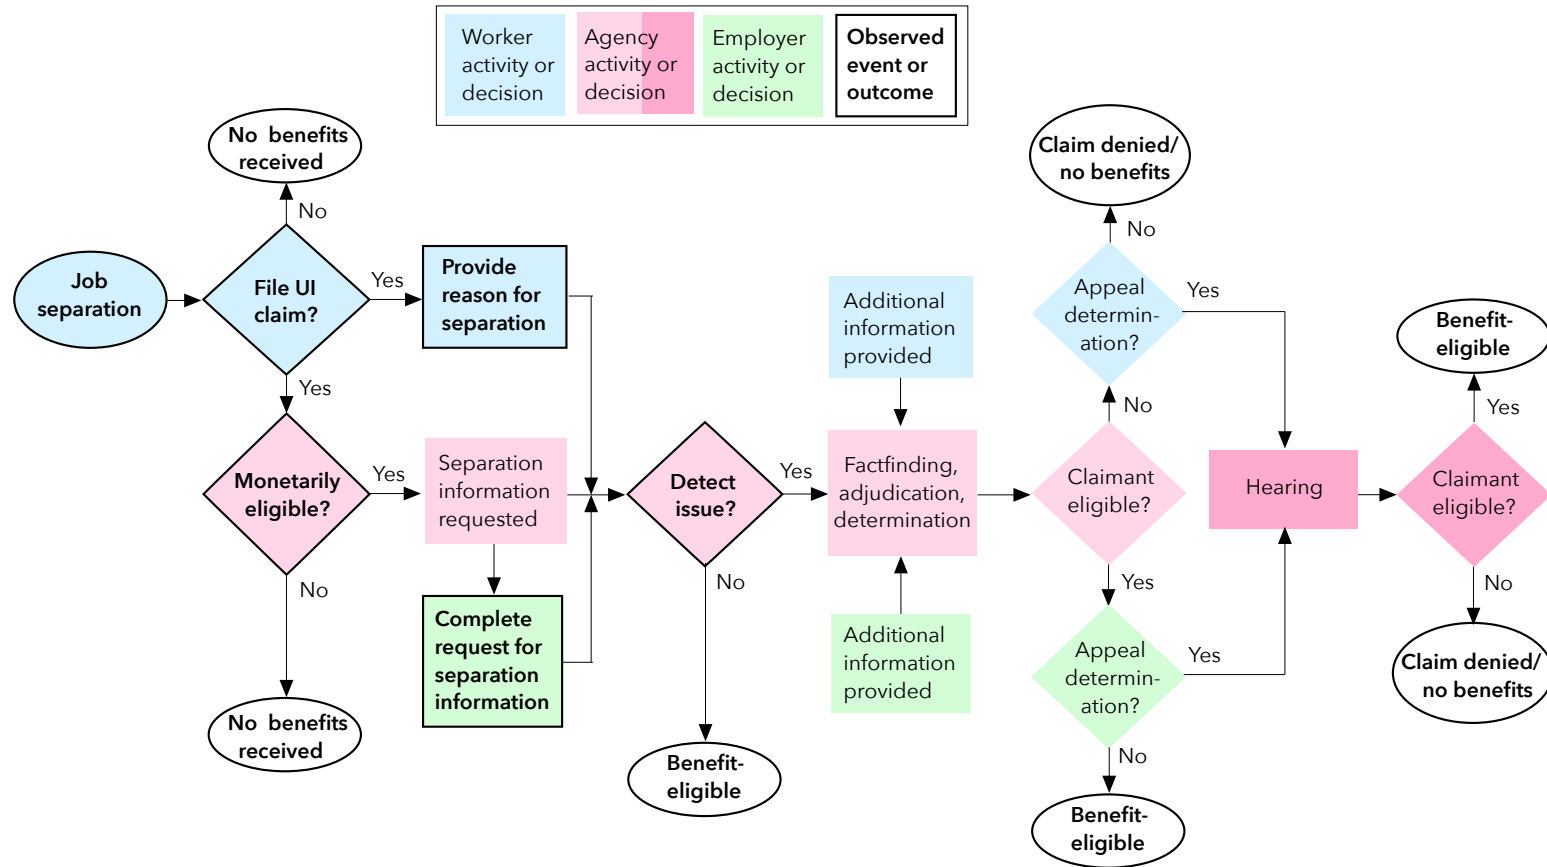 Worker
activity or
decision
Agency
activity or
decision
Employer
activity or
decision
Observed
event or
outcome
No benefits
received
No
Job
separation
File UI
claim?
Yes
Provide
reason for
separation
Yes
Monetarily
eligible?
Yes
Separation
information
requested
No
Complete
request for
separation
information
No benefits
received
Detect
issue?
Yes
No
Benefit-
eligible
Additional
information
provided
Factfinding,
adjudication,
determination
Additional
information
provided
Claim denied/
no benefits
No
Appeal
determin-
ation?
Yes
No
Claimant
eligible?
Yes
Appeal
determin-
ation?
Yes
No
Benefit-
eligible
Hearing
Benefit-
eligible
Yes
Claimant
eligible?
No
Claim denied/
no benefits